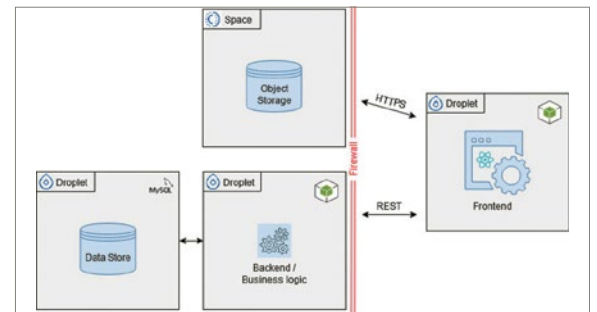 Space
Object
Storage
HTTPS
Droplet
Frontend
Firewall
Droplet
MySQL
Data Store
Droplet
Backend /
Business logic
REST